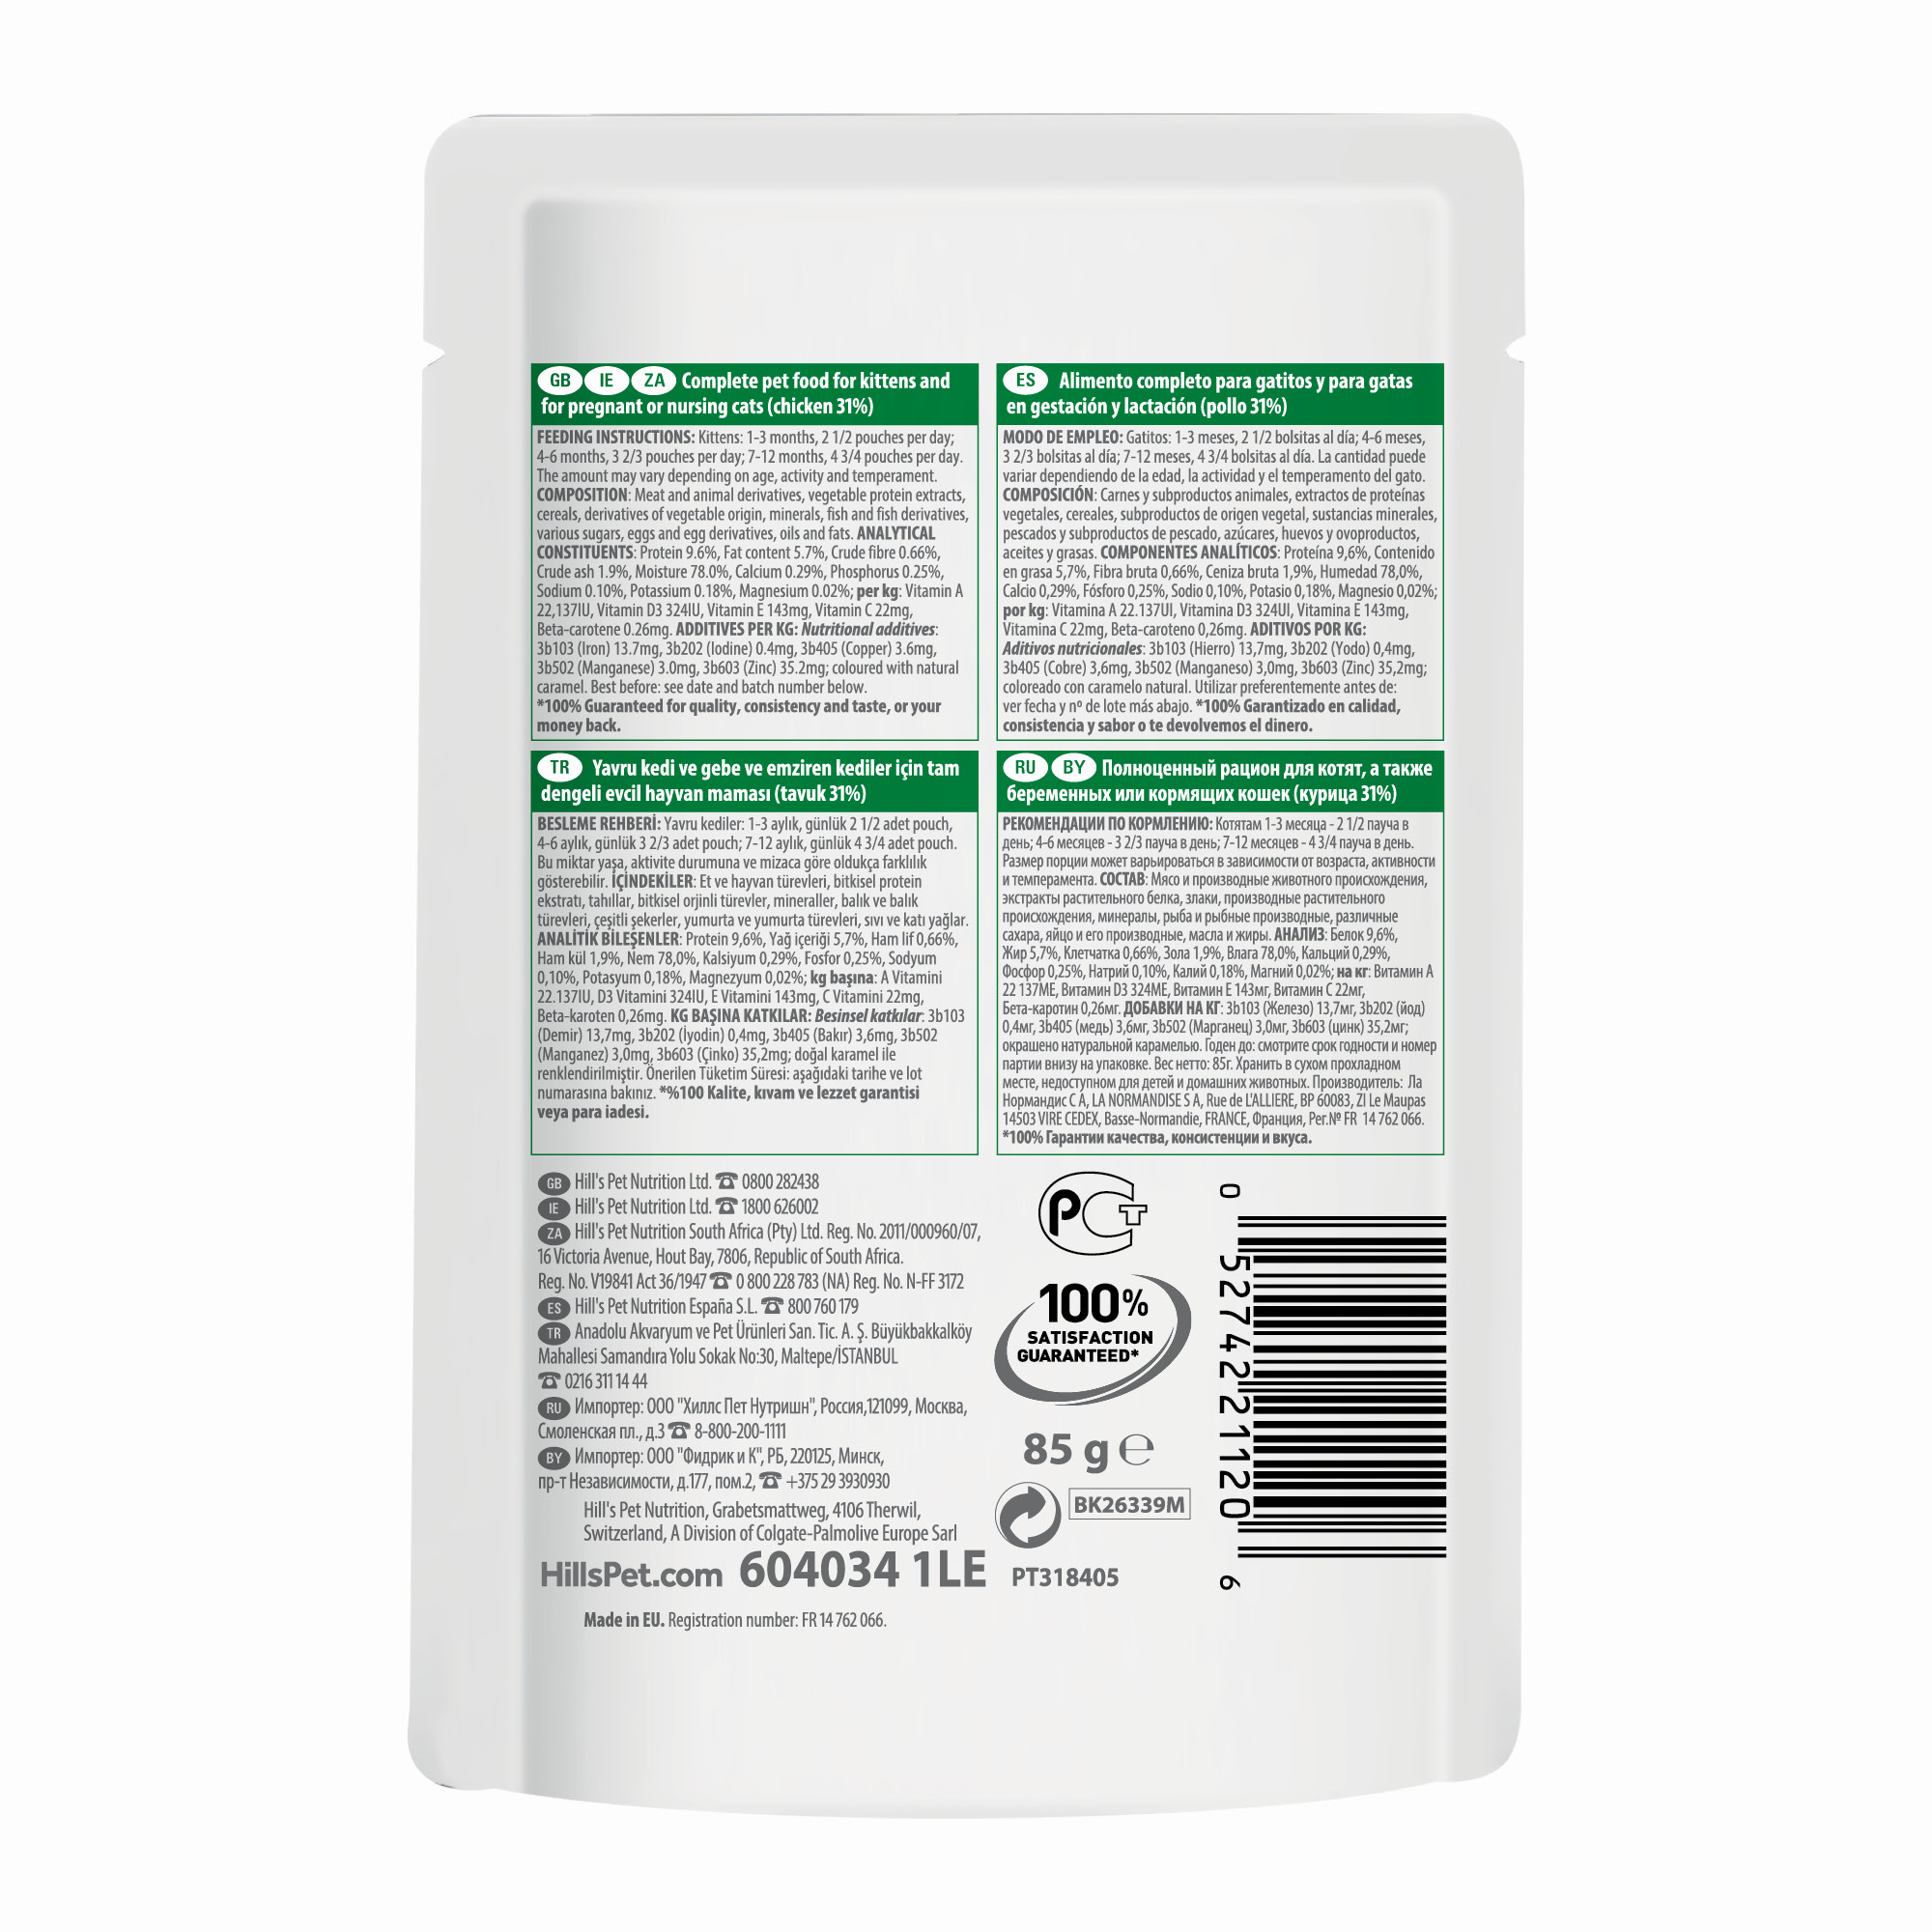 GB IE ZA Complete pet food for kittens and
for pregnant or nursing cats (chicken 31%)
FEEDING INSTRUCTIONS: Kittens: 1-3 months, 2 1/2 pouches per day;
4-6 months, 3 2/3 pouches per day; 7-12 months, 4 3/4 pouches per day.
The amount may vary depending on age, activity and temperament.
COMPOSITION: Meat and animal derivatives, vegetable protein extracts,
cereals, derivatives of vegetable origin, minerals, fish and fish derivatives,
various sugars, eggs and egg derivatives, oils and fats. ANALYTICAL
CONSTITUENTS: Protein 9.6%, Fat content 5.7%, Crude fibre 0.66%,
Crude ash 1.9%, Moisture 78.0%, Calcium 0.29%, Phosphorus 0.25%,
Sodium 0.10%, Potassium 0.18%, Magnesium 0.02%; per kg: Vitamin A
22,137IU, Vitamin D3 324IU, Vitamin E 143mg, Vitamin C 22mg,
Beta-carotene 0.26mg. ADDITIVES PER KG: Nutritional additives:
3b103 (Iron) 13.7mg, 3b202 (Iodine) 0.4mg, 3b405 (Copper) 3.6mg,
3b502 (Manganese) 3.0mg, 3b603 (Zinc) 35.2mg; coloured with natural
caramel. Best before: see date and batch number below.
*100% Guaranteed for quality, consistency and taste, or your
money back.
ES Alimento completo para gatitos y para gatas
en gestación y lactación (pollo 31%)
MODO DE EMPLEO: Gatitos: 1-3 meses, 2 1/2 bolsitas al día; 4-6 meses,
3 2/3 bolsitas al día; 7-12 meses, 4 3/4 bolsitas al día. La cantidad puede
variar dependiendo de la edad, la actividad y el temperamento del gato.
COMPOSICIÓN: Carnes y subproductos animales, extractos de proteínas
vegetales, cereales, subproductos de origen vegetal, sustancias minerales,
pescados y subproductos de pescado, azúcares, huevos y ovoproductos,
aceites y grasas. COMPONENTES ANALÍTICOS: Proteína 9,6%, Contenido
en grasa 5,7%, Fibra bruta 0,66%, Ceniza bruta 1,9%, Humedad 78,0%,
Calcio 0,29%, Fósforo 0,25%, Sodio 0,10%, Potasio 0,18%, Magnesio 0,02%;
por kg: Vitamina A 22.137UI, Vitamina D3 324UI, Vitamina E 143mg,
Vitamina C 22mg, Beta-caroteno 0,26mg. ADITIVOS POR KG:
Aditivos nutricionales: 3b103 (Hierro) 13,7mg, 3b202 (Yodo) 0,4mg,
3b405 (Cobre) 3,6mg, 3b502 (Manganeso) 3,0mg, 3b603 (Zinc) 35,2mg;
coloreado con caramelo natural. Utilizar preferentemente antes de:
ver fecha y nº de lote más abajo. *100% Garantizado en calidad,
consistencia y sabor o te devolvemos el dinero.
TR Yavru kedi ve gebe ve emziren kediler için tam
dengeli evcil hayvan maması (tavuk 31%)
BESLEME REHBERİ: Yavru kediler: 1-3 aylık, günlük 2 1/2 adet pouch,
4-6 aylık, günlük 3 2/3 adet pouch; 7-12 aylık, günlük 4 3/4 adet pouch.
Bu miktar yaşa, aktivite durumuna ve mizaca göre oldukça farklılık
gösterebilir. İÇİNDEKİLER: Et ve hayvan türevleri, bitkisel protein
ekstratı, tahıllar, bitkisel orjinli türevler, mineraller, balık ve balık
türevleri, çeşitli şekerler, yumurta ve yumurta türevleri, sıvı ve katı yağlar.
ANALİTİK BİLEŞENLER: Protein 9,6%, Yağ içeriği 5,7%, Ham lif 0,66%,
Ham kül 1,9%, Nem 78,0%, Kalsiyum 0,29%, Fosfor 0,25%, Sodyum
0,10%, Potasyum 0,18%, Magnezyum 0,02%; kg başına: A Vitamini
22.137IU, D3 Vitamini 324IU, E Vitamini 143mg, C Vitamini 22mg,
Beta-karoten 0,26mg. KG BAŞINA KATKILAR: Besinsel katkılar: 3b103
(Demir) 13,7mg, 3b202 (İyodin) 0,4mg, 3b405 (Bakır) 3,6mg, 3b502
(Manganez) 3,0mg, 3b603 (Çinko) 35,2mg; doğal karamel ile
renklendirilmiştir. Önerilen Tüketim Süresi: aşağıdaki tarihe ve lot
numarasına bakınız. *%100 Kalite, kıvam ve lezzet garantisi
veya para iadesi.
RU BY Полноценный рацион для котят, а также
беременных или кормящих кошек (курица 31%)
РЕКОМЕНДАЦИИ ПО КОРМЛЕНИЮ: Котятам 1-3 месяца - 2 1/2 пауча в
день; 4-6 месяцев - 3 2/3 пауча в день; 7-12 месяцев - 4 3/4 пауча в день.
Размер порции может варьироваться в зависимости от возраста, активности
и темперамента. СОСТАВ: Мясо и производные животного происхождения,
экстракты растительного белка, злаки, производные растительного
происхождения, минералы, рыба и рыбные производные, различные
сахара, яйцо и его производные, масла и жиры. АНАЛИЗ: Белок 9,6%,
Жир 5,7%, Клетчатка 0,66%, Зола 1,9%, Влага 78,0%, Кальций 0,29%,
Фосфор 0,25%, Натрий 0,10%, Калий 0,18%, Магний 0,02%; на кг: Витамин А
22 137МЕ, Витамин D3 324МЕ, Витамин Е 143мг, Витамин С 22мг,
Бета-каротин 0,26мг. ДОБАВКИ НА КГ: 3b103 (Железо) 13,7мг, 3b202 (йод)
0,4мг, 3b405 (медь) 3,6мг, 3b502 (Марганец) 3,0мг, 3b603 (цинк) 35,2мг;
окрашено натуральной карамелью. Годен до: смотрите срок годности и номер
партии внизу на упаковке. Вес нетто: 85г. Хранить в сухом прохладном
месте, недоступном для детей и домашних животных. Производитель: Ла
Нормандис С А, LA NORMANDISE S A, Rue de L'ALLIERE, BP 60083, ZI Le Maupas
14503 VIRE CEDEX, Basse-Normandie, FRANCE, Франция, Рег.№ FR 14 762 066.
*100% Гарантии качества, консистенции и вкуса.
GB Hill's Pet Nutrition Ltd. ☎ 0800 282438
IE Hill's Pet Nutrition Ltd. ☎ 1800 626002
ZA Hill's Pet Nutrition South Africa (Pty) Ltd. Reg. No. 2011/000960/07,
16 Victoria Avenue, Hout Bay, 7806, Republic of South Africa.
Reg. No. V19841 Act 36/1947 ☎ 0 800 228 783 (NA) Reg. No. N-FF 3172
ES Hill's Pet Nutrition España S.L. ☎ 800 760 179
TR Anadolu Akvaryum ve Pet Ürünleri San. Tic. A. Ş. Büyükbakkalköy
Mahallesi Samandıra Yolu Sokak No:30, Maltepe/İSTANBUL
☎ 0216 311 14 44
RU Импортер: ООО "Хиллс Пет Нутришн", Россия,121099, Москва,
Смоленская пл., д.3 ☎ 8-800-200-1111
BY Импортер: ООО "Фидрик и К", РБ, 220125, Минск,
пр-т Независимости, д.177, пом.2, ☎ +375 29 3930930
Hill's Pet Nutrition, Grabetsmattweg, 4106 Therwil,
Switzerland, A Division of Colgate-Palmolive Europe Sarl
HillsPet.com 604034 1LE
Made in EU. Registration number: FR 14 762 066.
РСТ
100%
SATISFACTION
GUARANTEED*
85 g ℮
BK26339M
PT318405
0 52742 21120 6